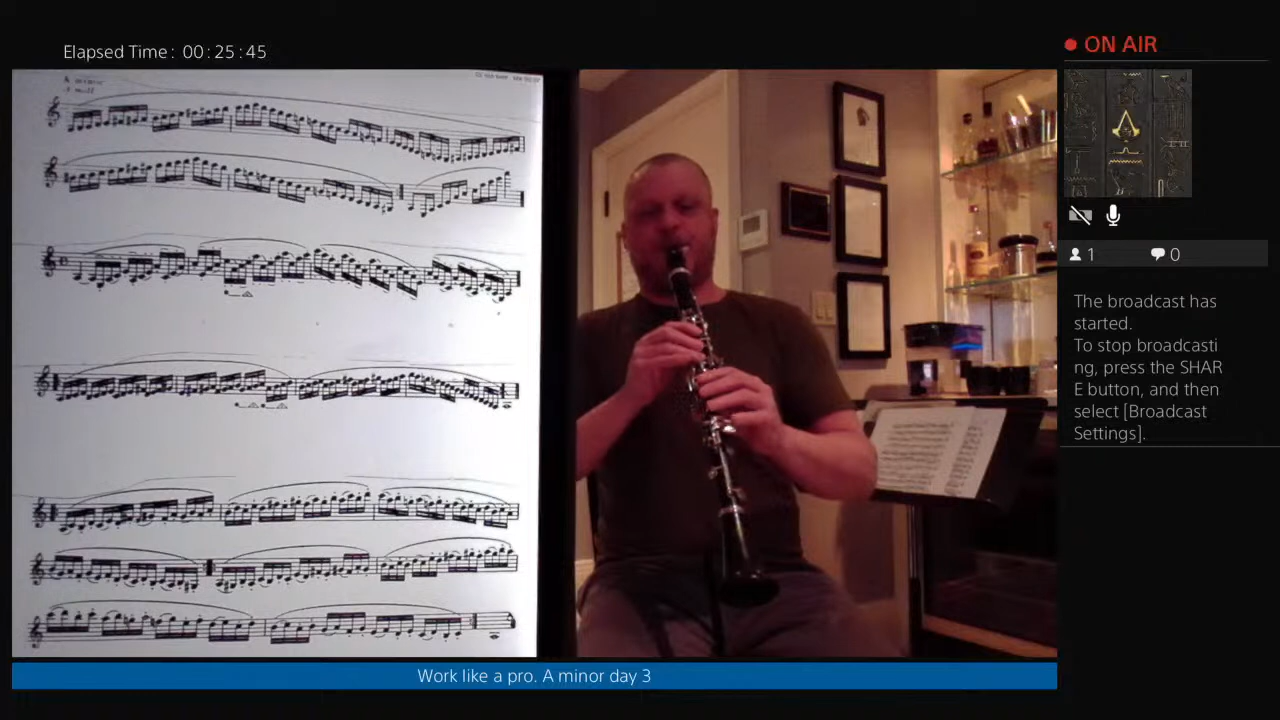 Elapsed Time: 00:25:45
ON AIR
1 0
The broadcast has
started.
To stop broadcasti
ng, press the SHAR
E button, and then
select [Broadcast
Settings].
Work like a pro. A minor day 3